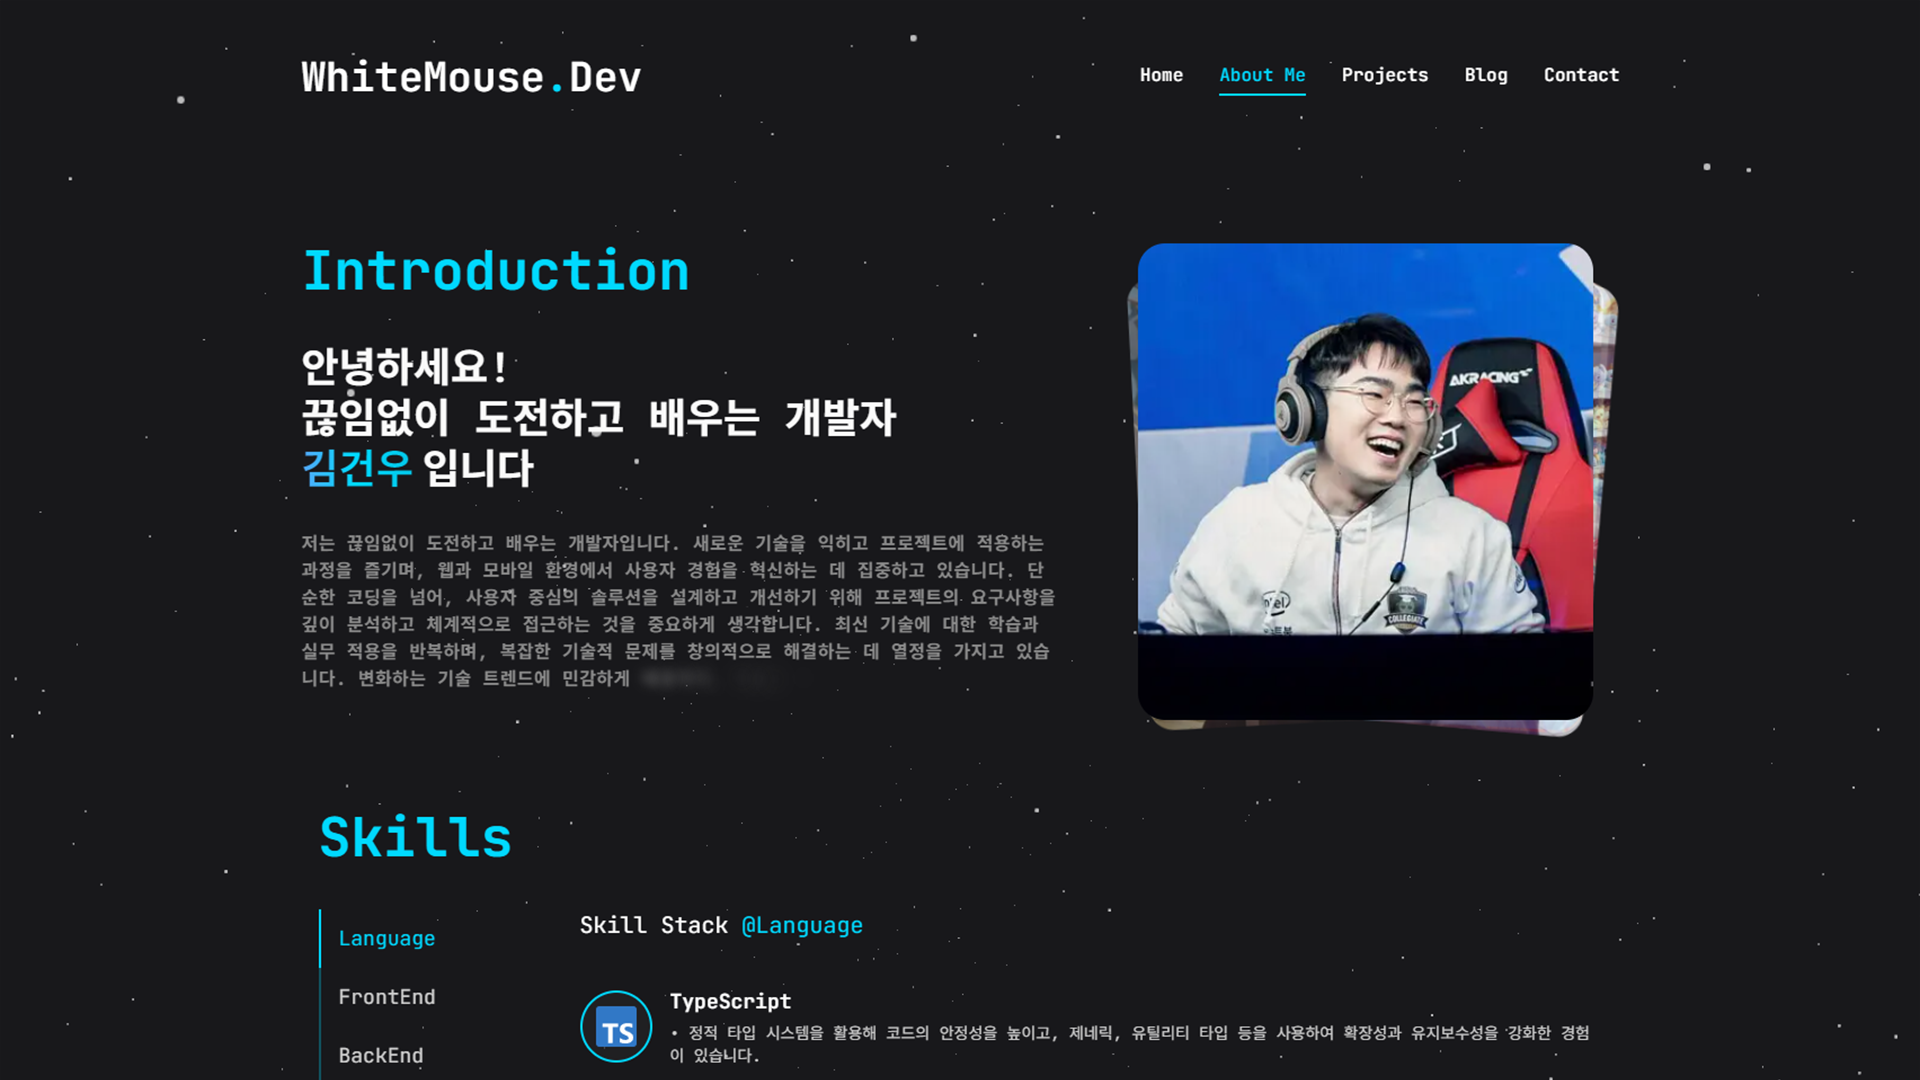 WhiteMouse.Dev
Home About Me Projects Blog Contact
Introduction
안녕하세요!
끊임없이 도전하고 배우는 개발자
김건우 입니다
저는 끊임없이 도전하고 배우는 개발자입니다. 새로운 기술을 익히고 프로젝트에 적용하는
과정을 즐기며, 웹과 모바일 환경에서 사용자 경험을 혁신하는 데 집중하고 있습니다. 단
순한 코딩을 넘어, 사용자 중심의 솔루션을 설계하고 개선하기 위해 프로젝트의 요구사항을
깊이 분석하고 체계적으로 접근하는 것을 중요하게 생각합니다. 최신 기술에 대한 학습과
실무 적용을 반복하며, 복잡한 기술적 문제를 창의적으로 해결하는 데 열정을 가지고 있습
니다. 변화하는 기술 트렌드에 민감하게
AKRACING
intel
COLLEGIATE
Skills
Language
FrontEnd
BackEnd
Skill Stack @Language
TS
TypeScript
• 정적 타입 시스템을 활용해 코드의 안정성을 높이고, 제네릭, 유틸리티 타입 등을 사용하여 확장성과 유지보수성을 강화한 경험
이 있습니다.